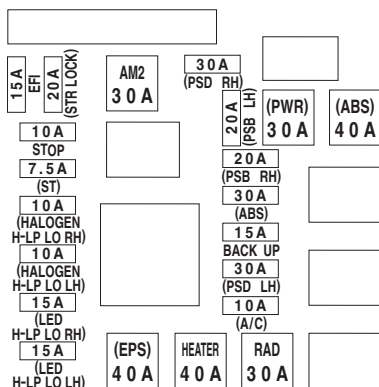 15A
EFI
20A
(STR LOCK)
AM2
30A
30A
(PSD RH)
20A
(PSB LH)
(PWR)
30A
(ABS)
40A
10A
STOP
7.5A
(ST)
10A
(HALOGEN
H-LP LO RH)
10A
(HALOGEN
H-LP LO LH)
15A
(LED
H-LP LO RH)
15A
(LED
H-LP LO LH)
20A
(PSB RH)
30A
(ABS)
15A
BACK UP
30A
(PSD LH)
10A
(A/C)
(EPS)
40A
HEATER
40A
RAD
30A